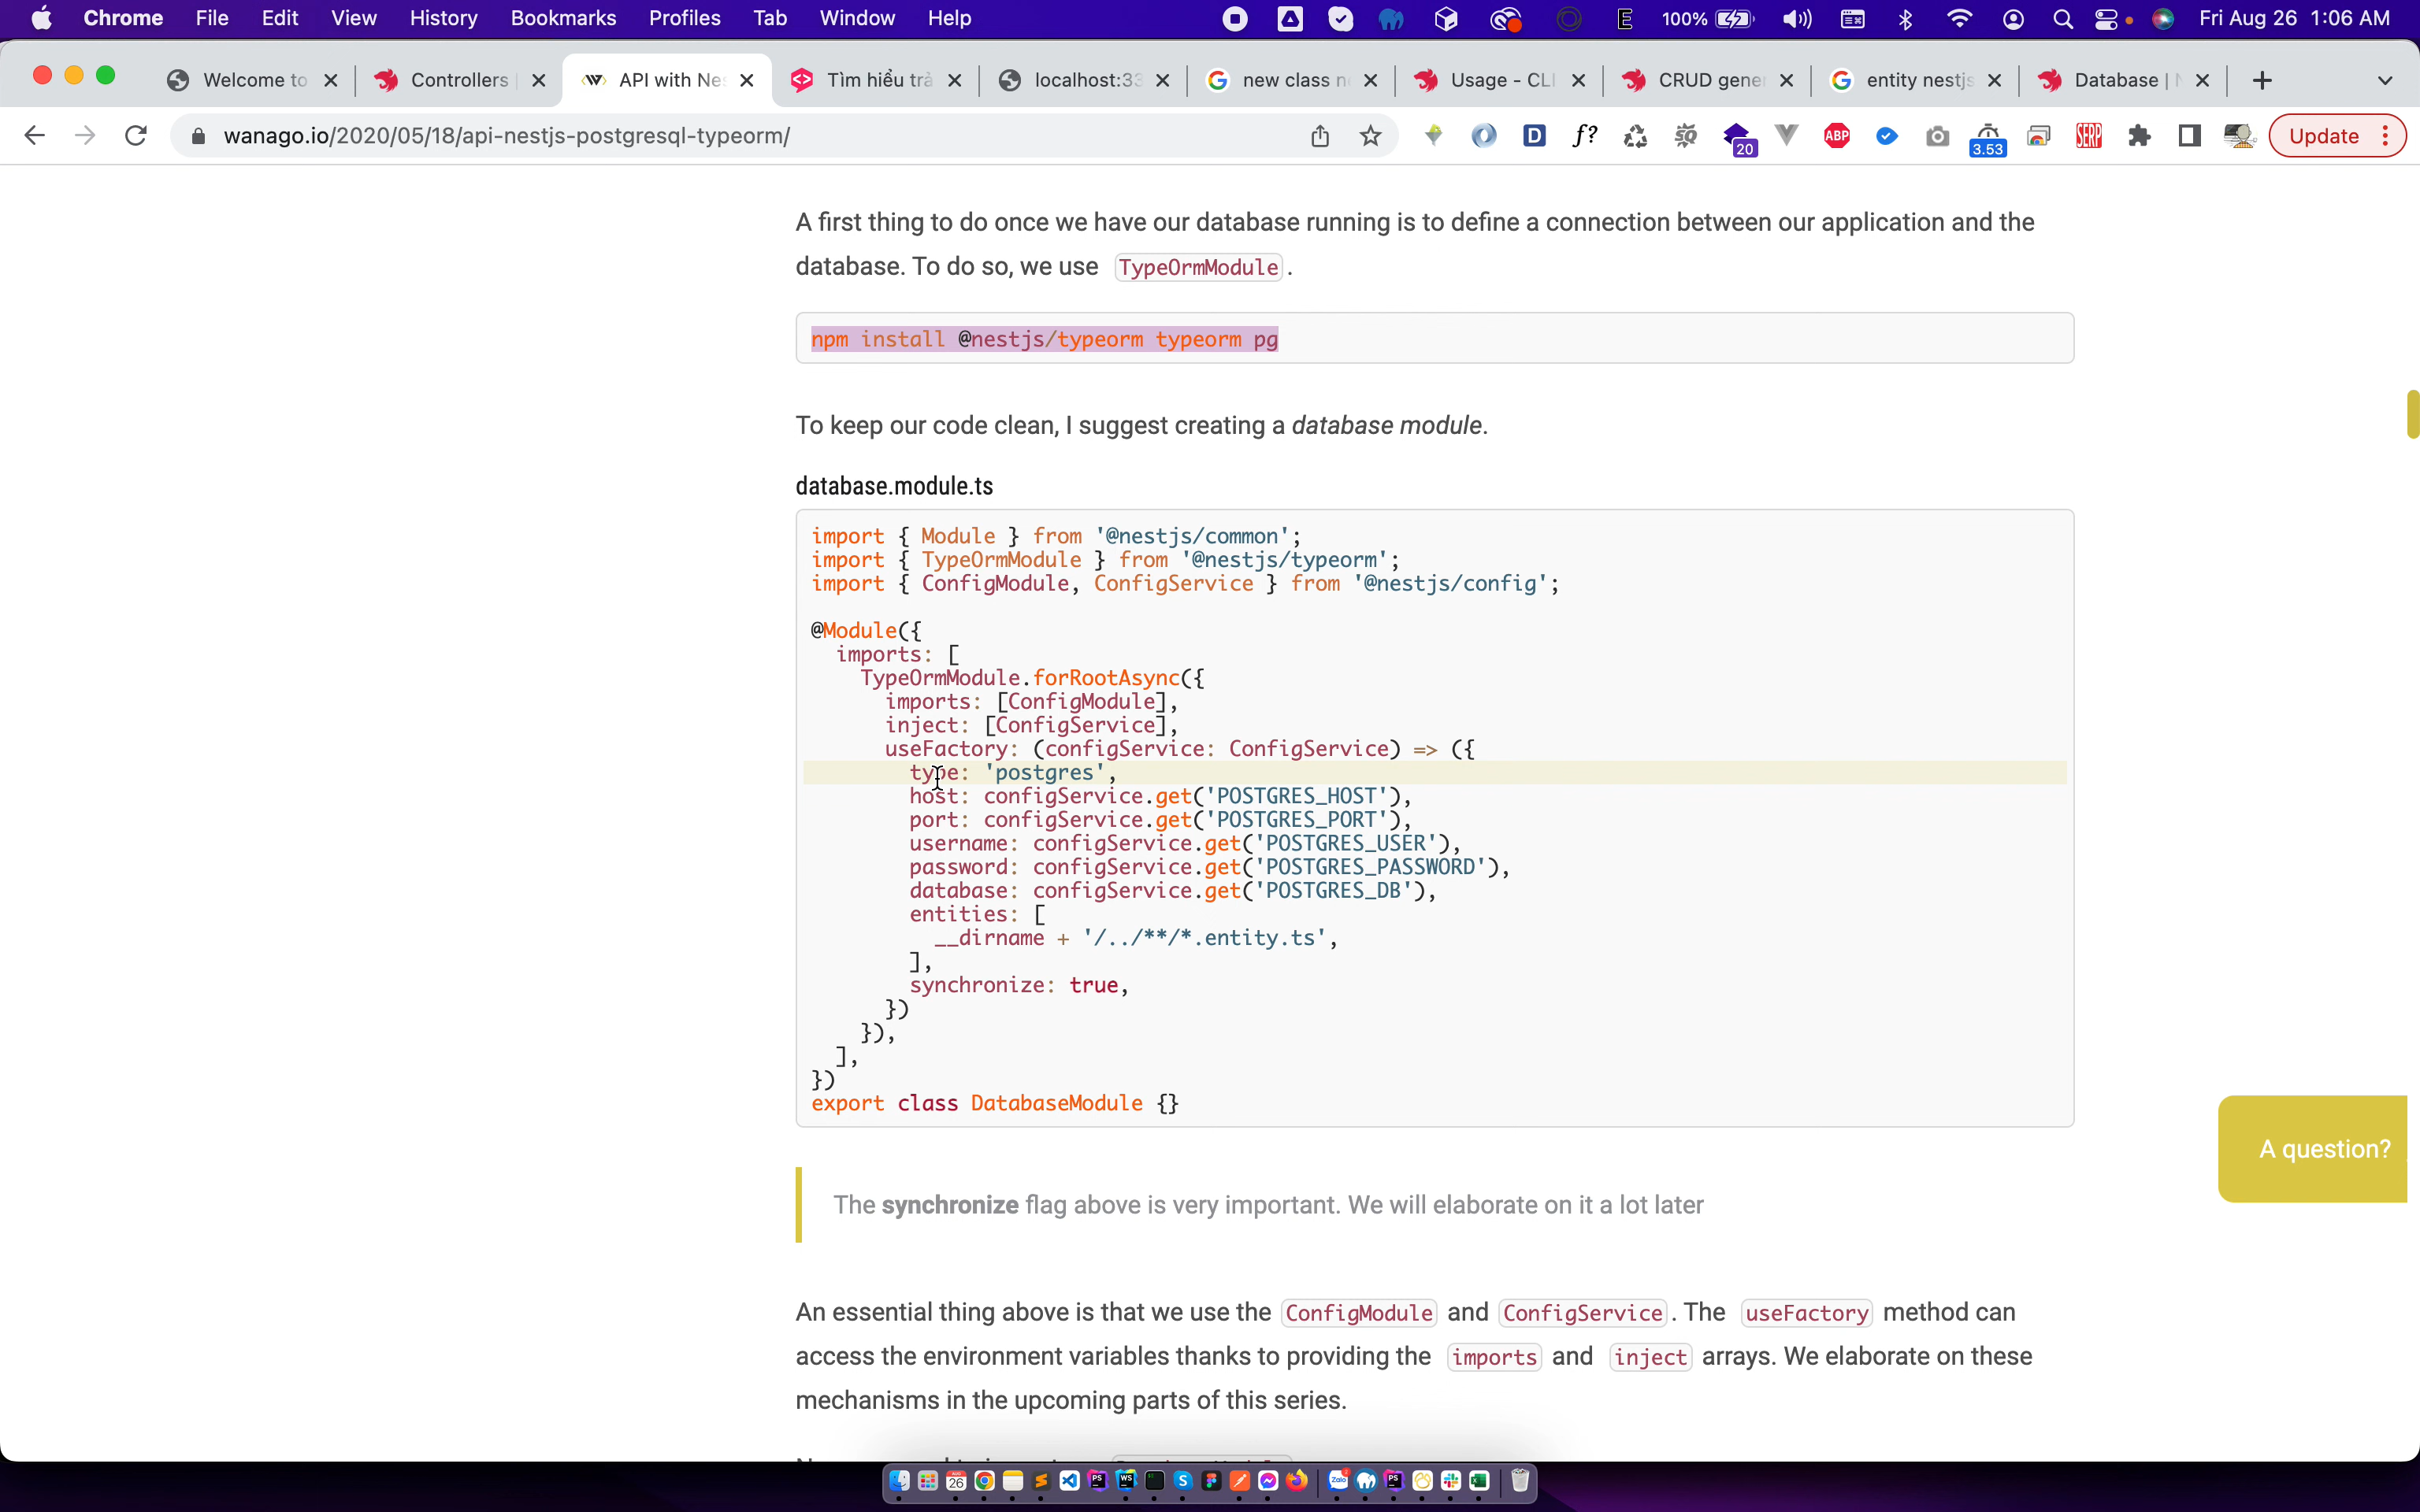 Chrome File Edit View History Bookmarks Profiles Tab Window Help 100% Fri Aug 26 1:06 AM
Welcome to Controllers | API with Nes Tìm hiểu trả localhost:33 new class ne Usage - CLI CRUD gener entity nestjs Database | N
wanago.io/2020/05/18/api-nestjs-postgresql-typeorm/ D f? 20 ABP 3.53 SERP Update
A first thing to do once we have our database running is to define a connection between our application and the
database. To do so, we use TypeOrmModule.
npm install @nestjs/typeorm typeorm pg
To keep our code clean, I suggest creating a database module.
database.module.ts
import { Module } from '@nestjs/common';
import { TypeOrmModule } from '@nestjs/typeorm';
import { ConfigModule, ConfigService } from '@nestjs/config';
@Module({
imports: [
TypeOrmModule.forRootAsync({
imports: [ConfigModule],
inject: [ConfigService],
useFactory: (configService: ConfigService) => ({
type: 'postgres',
host: configService.get('POSTGRES_HOST'),
port: configService.get('POSTGRES_PORT'),
username: configService.get('POSTGRES_USER'),
password: configService.get('POSTGRES_PASSWORD'),
database: configService.get('POSTGRES_DB'),
entities: [
__dirname + '/../**/*.entity.ts',
],
synchronize: true,
})
}),
],
})
export class DatabaseModule {}
A question?
The synchronize flag above is very important. We will elaborate on it a lot later
An essential thing above is that we use the ConfigModule and ConfigService. The useFactory method can
access the environment variables thanks to providing the imports and inject arrays. We elaborate on these
mechanisms in the upcoming parts of this series.